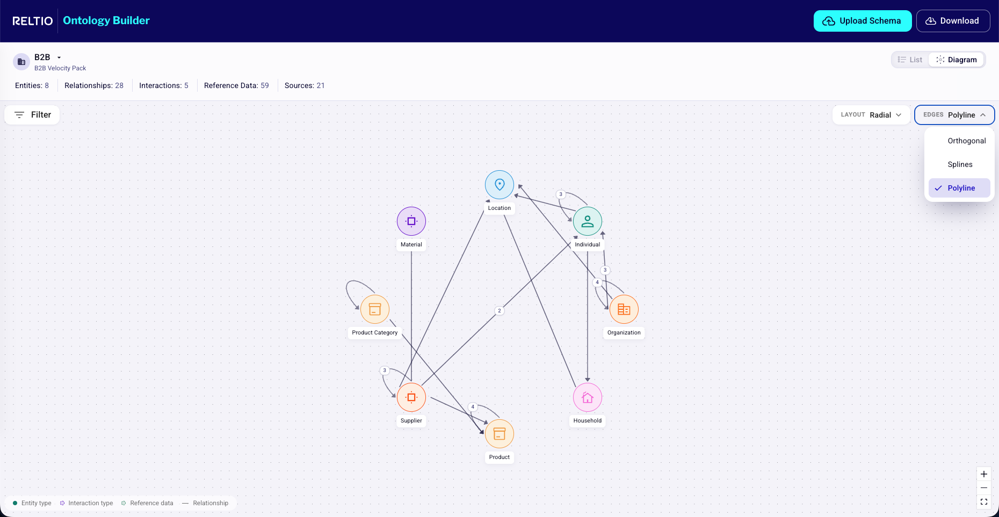 RELTIO
Ontology Builder
Upload Schema
Download
B2B
B2B Velocity Pack
List
Diagram
Entities: 8
Relationships: 28
Interactions: 5
Reference Data: 59
Sources: 21
Filter
LAYOUT Radial
EDGES Polyline
Orthogonal
Splines
Polyline
Location
3
Material
Individual
3
4
2
Product Category
Organization
3
4
Supplier
Household
Product
Entity type
Interaction type
Reference data
Relationship